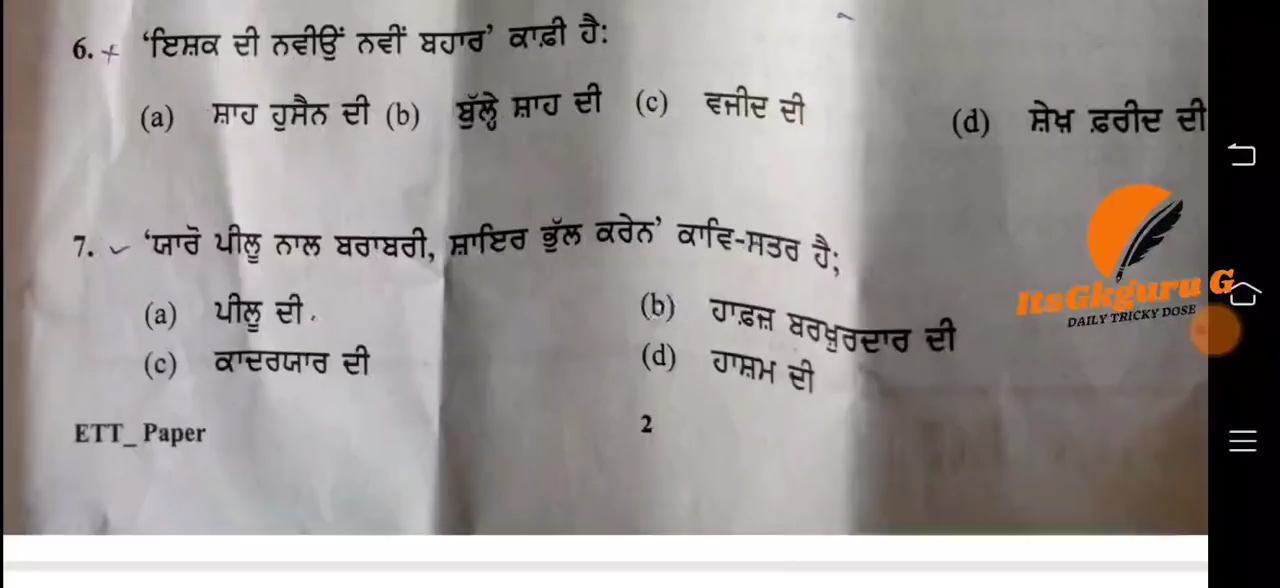 6. 'ਇਸ਼ਕ ਦੀ ਨਵੀਉਂ ਨਵੀਂ ਬਹਾਰ' ਕਾਫ਼ੀ ਹੈ:
(a) ਸ਼ਾਹ ਹੁਸੈਨ ਦੀ (b) ਬੁੱਲ੍ਹੇ ਸ਼ਾਹ ਦੀ (c) ਵਜੀਦ ਦੀ (d) ਸ਼ੇਖ਼ ਫ਼ਰੀਦ ਦੀ
7. 'ਯਾਰੋ ਪੀਲੂ ਨਾਲ ਬਰਾਬਰੀ, ਸ਼ਾਇਰ ਭੁੱਲ ਕਰੇਨ' ਕਾਵਿ-ਸਤਰ ਹੈ;
(a) ਪੀਲੂ ਦੀ (b) ਹਾਫ਼ਜ਼ ਬਰਖ਼ੁਰਦਾਰ ਦੀ
(c) ਕਾਦਰਯਾਰ ਦੀ (d) ਹਾਸ਼ਮ ਦੀ
ETT_ Paper 2
ItsGkguru G
DAILY TRICKY DOSE